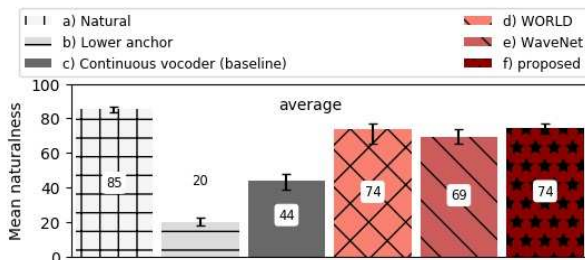 a) Natural
b) Lower anchor
c) Continuous vocoder (baseline)
d) WORLD
e) WaveNet
f) proposed
Mean naturalness
100
80
60
40
20
0
average
85
20
44
74
69
74